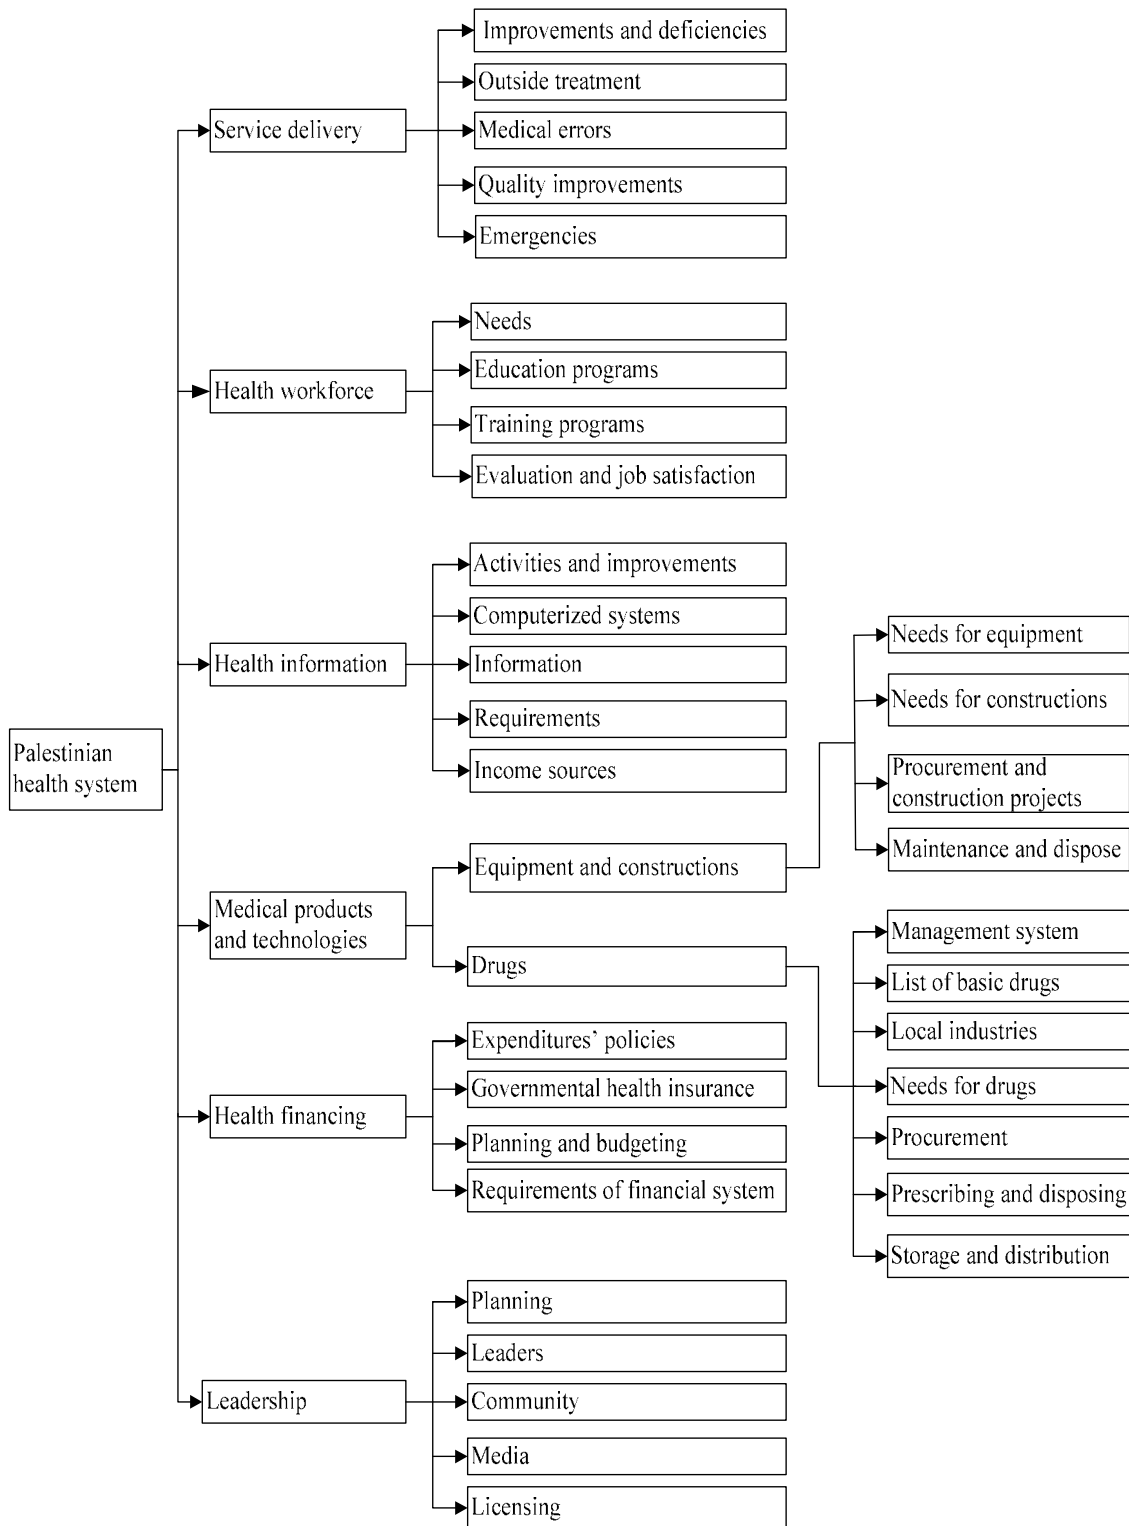 Palestinian
health system
Service delivery
Improvements and deficiencies
Outside treatment
Medical errors
Quality improvements
Emergencies
Health workforce
Needs
Education programs
Training programs
Evaluation and job satisfaction
Health information
Activities and improvements
Computerized systems
Information
Requirements
Income sources
Medical products
and technologies
Equipment and constructions
Needs for equipment
Needs for constructions
Procurement and
construction projects
Maintenance and dispose
Drugs
Management system
List of basic drugs
Local industries
Needs for drugs
Procurement
Prescribing and disposing
Storage and distribution
Health financing
Expenditures’ policies
Governmental health insurance
Planning and budgeting
Requirements of financial system
Leadership
Planning
Leaders
Community
Media
Licensing